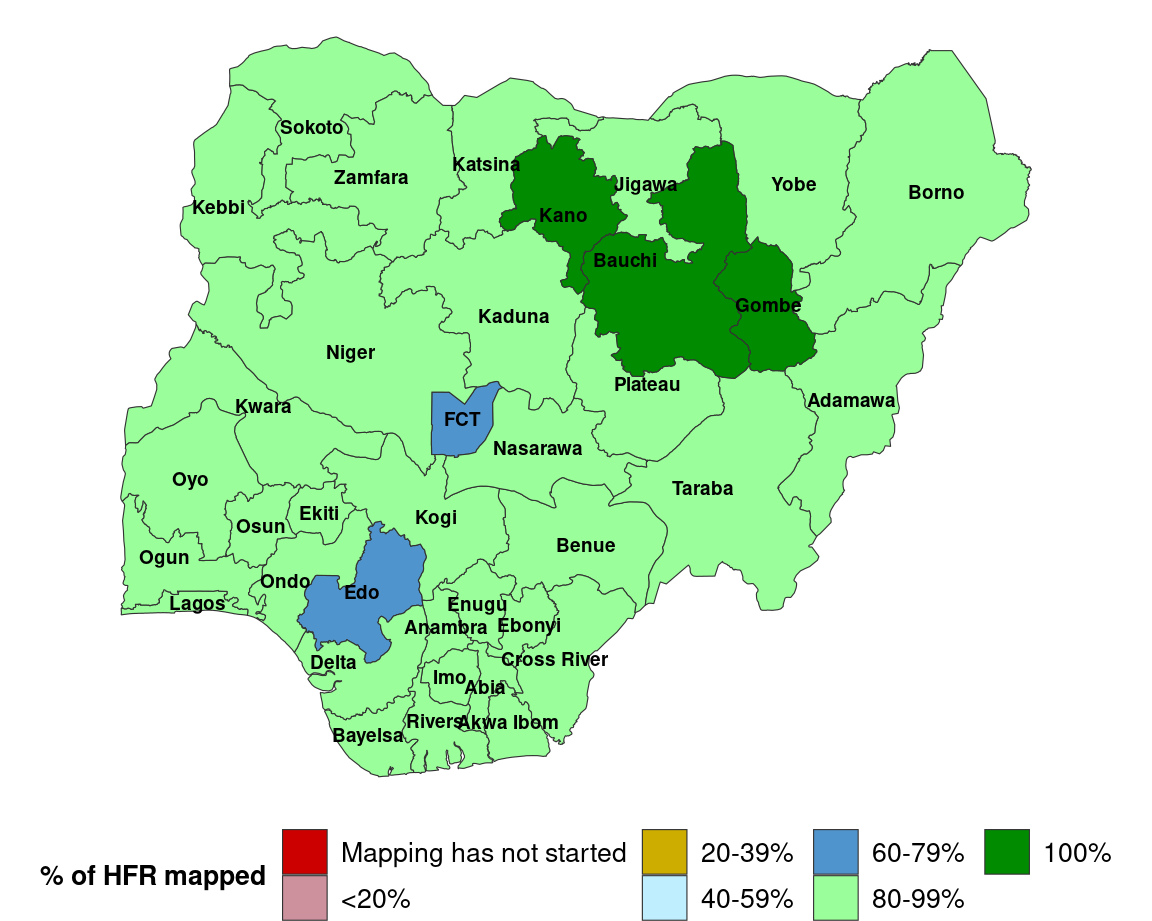 Sokoto
Katsina
Zamfara
Jigawa
Yobe
Borno
Kebbi
Kano
Bauchi
Gombe
Kaduna
Niger
Plateau
Adamawa
Kwara
FCT
Nasarawa
Oyo
Taraba
Ekiti
Kogi
Osun
Benue
Ogun
Ondo
Edo
Lagos
Enugu
Anambra
Ebonyi
Delta
Cross River
Imo
Abia
Rivers
Akwa Ibom
Bayelsa
% of HFR mapped
Mapping has not started
<20%
20-39%
40-59%
60-79%
80-99%
100%